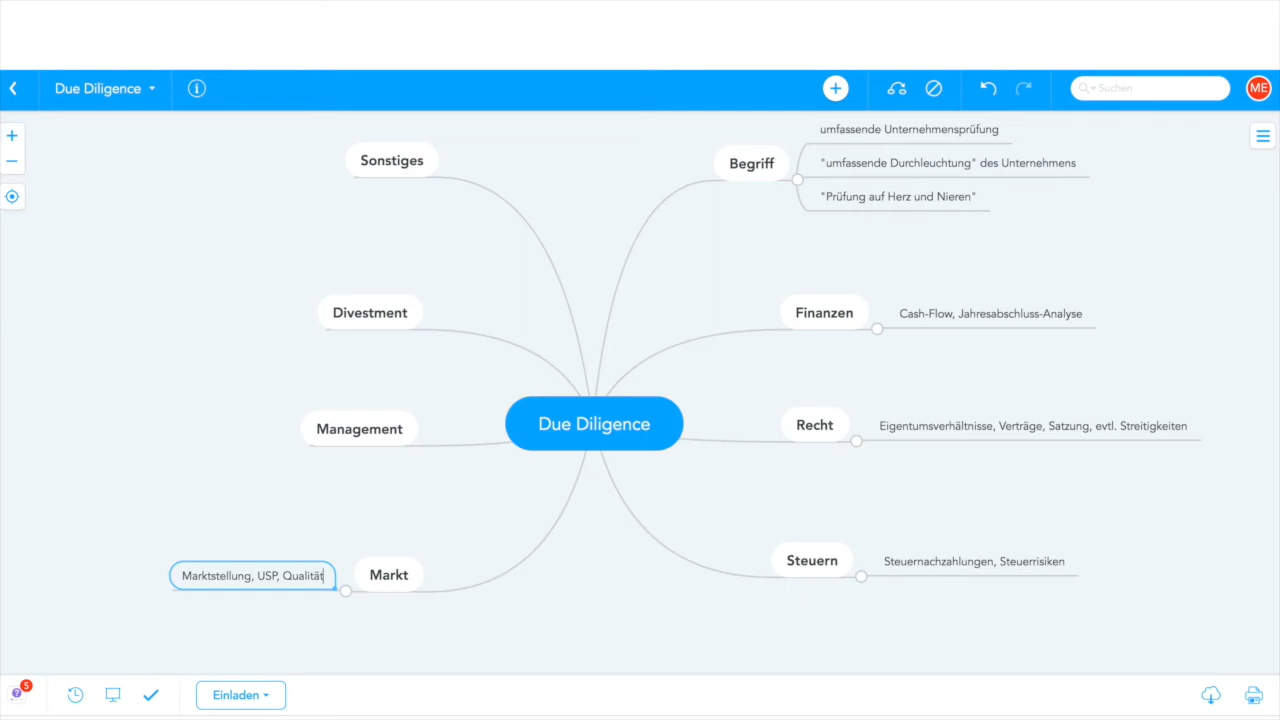 Due Diligence
Suchen
ME
umfassende Unternehmensprüfung
Sonstiges
Begriff
"umfassende Durchleuchtung" des Unternehmens
"Prüfung auf Herz und Nieren"
Divestment
Finanzen
Cash-Flow, Jahresabschluss-Analyse
Due Diligence
Management
Recht
Eigentumsverhältnisse, Verträge, Satzung, evtl. Streitigkeiten
Steuern
Steuernachzahlungen, Steuerrisiken
Marktstellung, USP, Qualität
Markt
5
Einladen